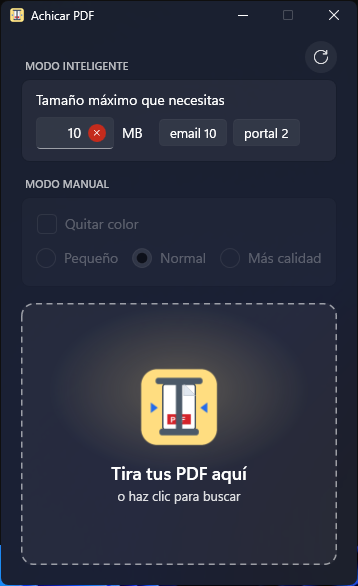 Achicar PDF
MODO INTELIGENTE
Tamaño máximo que necesitas
10 MB email 10 portal 2
MODO MANUAL
Quitar color
Pequeño Normal Más calidad
PDF
Tira tus PDF aquí
o haz clic para buscar